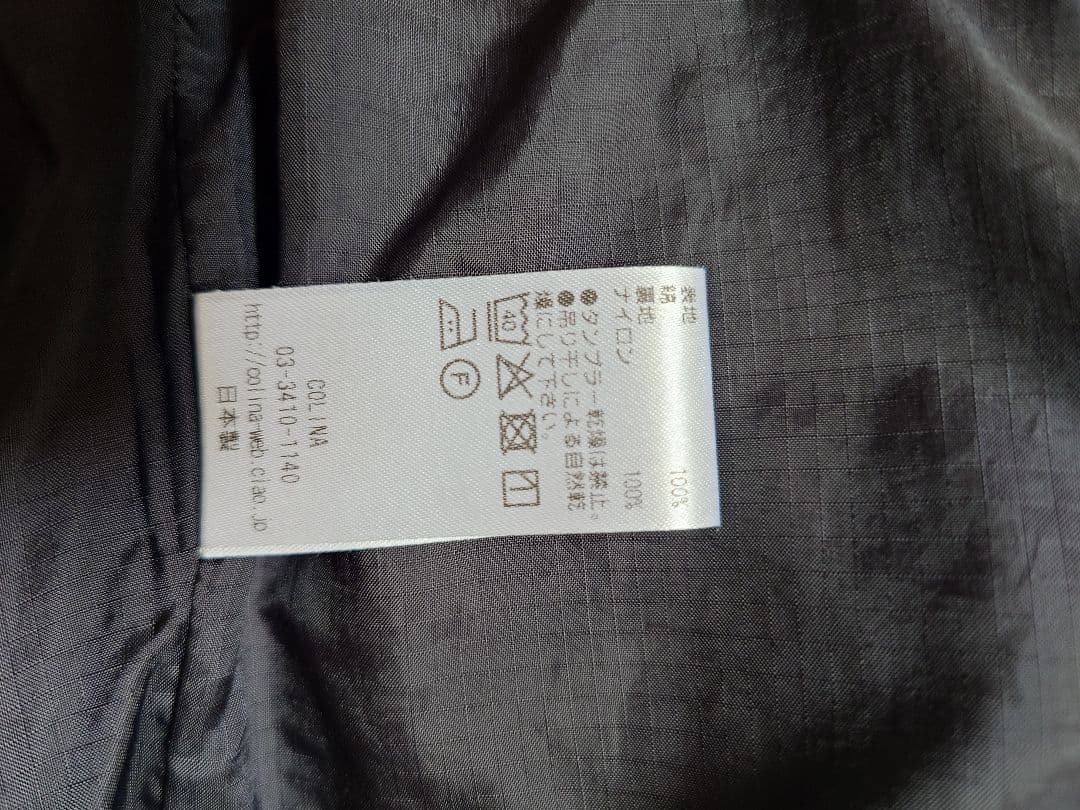 表地
綿 100%
裏地
ナイロン 100%
●タンブラー乾燥は禁止。
●吊り干しによる自然乾
燥にして下さい。
40
F
COLINA
03-3410-1140
http://colina-web.ciao.jp
日本製